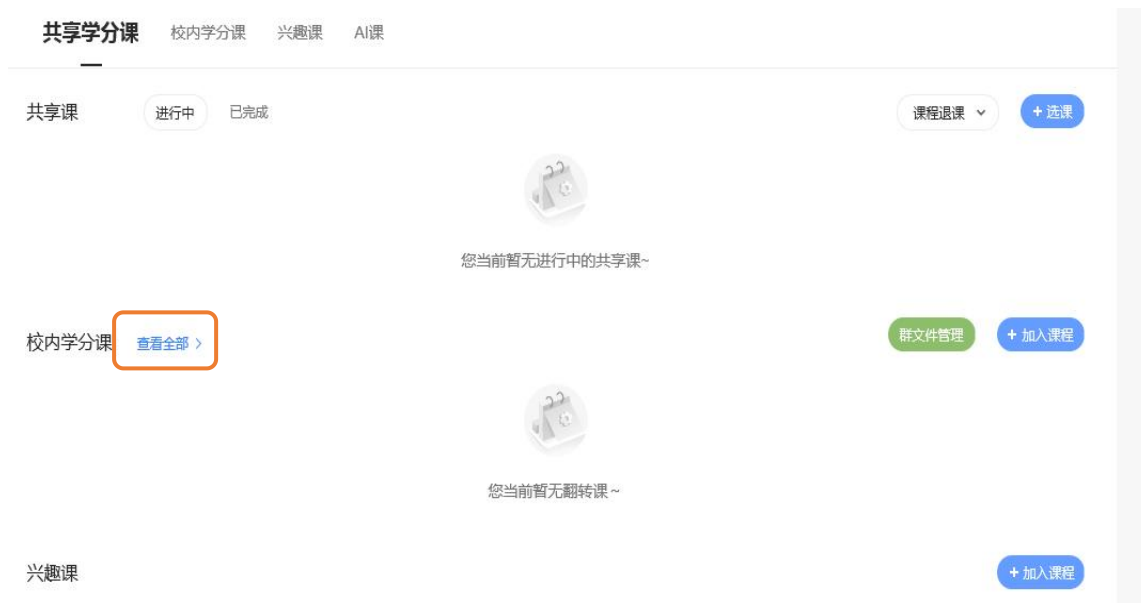 共享学分课 校内学分课 兴趣课 AI课
共享课 进行中 已完成 课程退课 + 选课
您当前暂无进行中的共享课~
校内学分课 查看全部 > 群文件管理 + 加入课程
您当前暂无翻转课~
兴趣课 + 加入课程